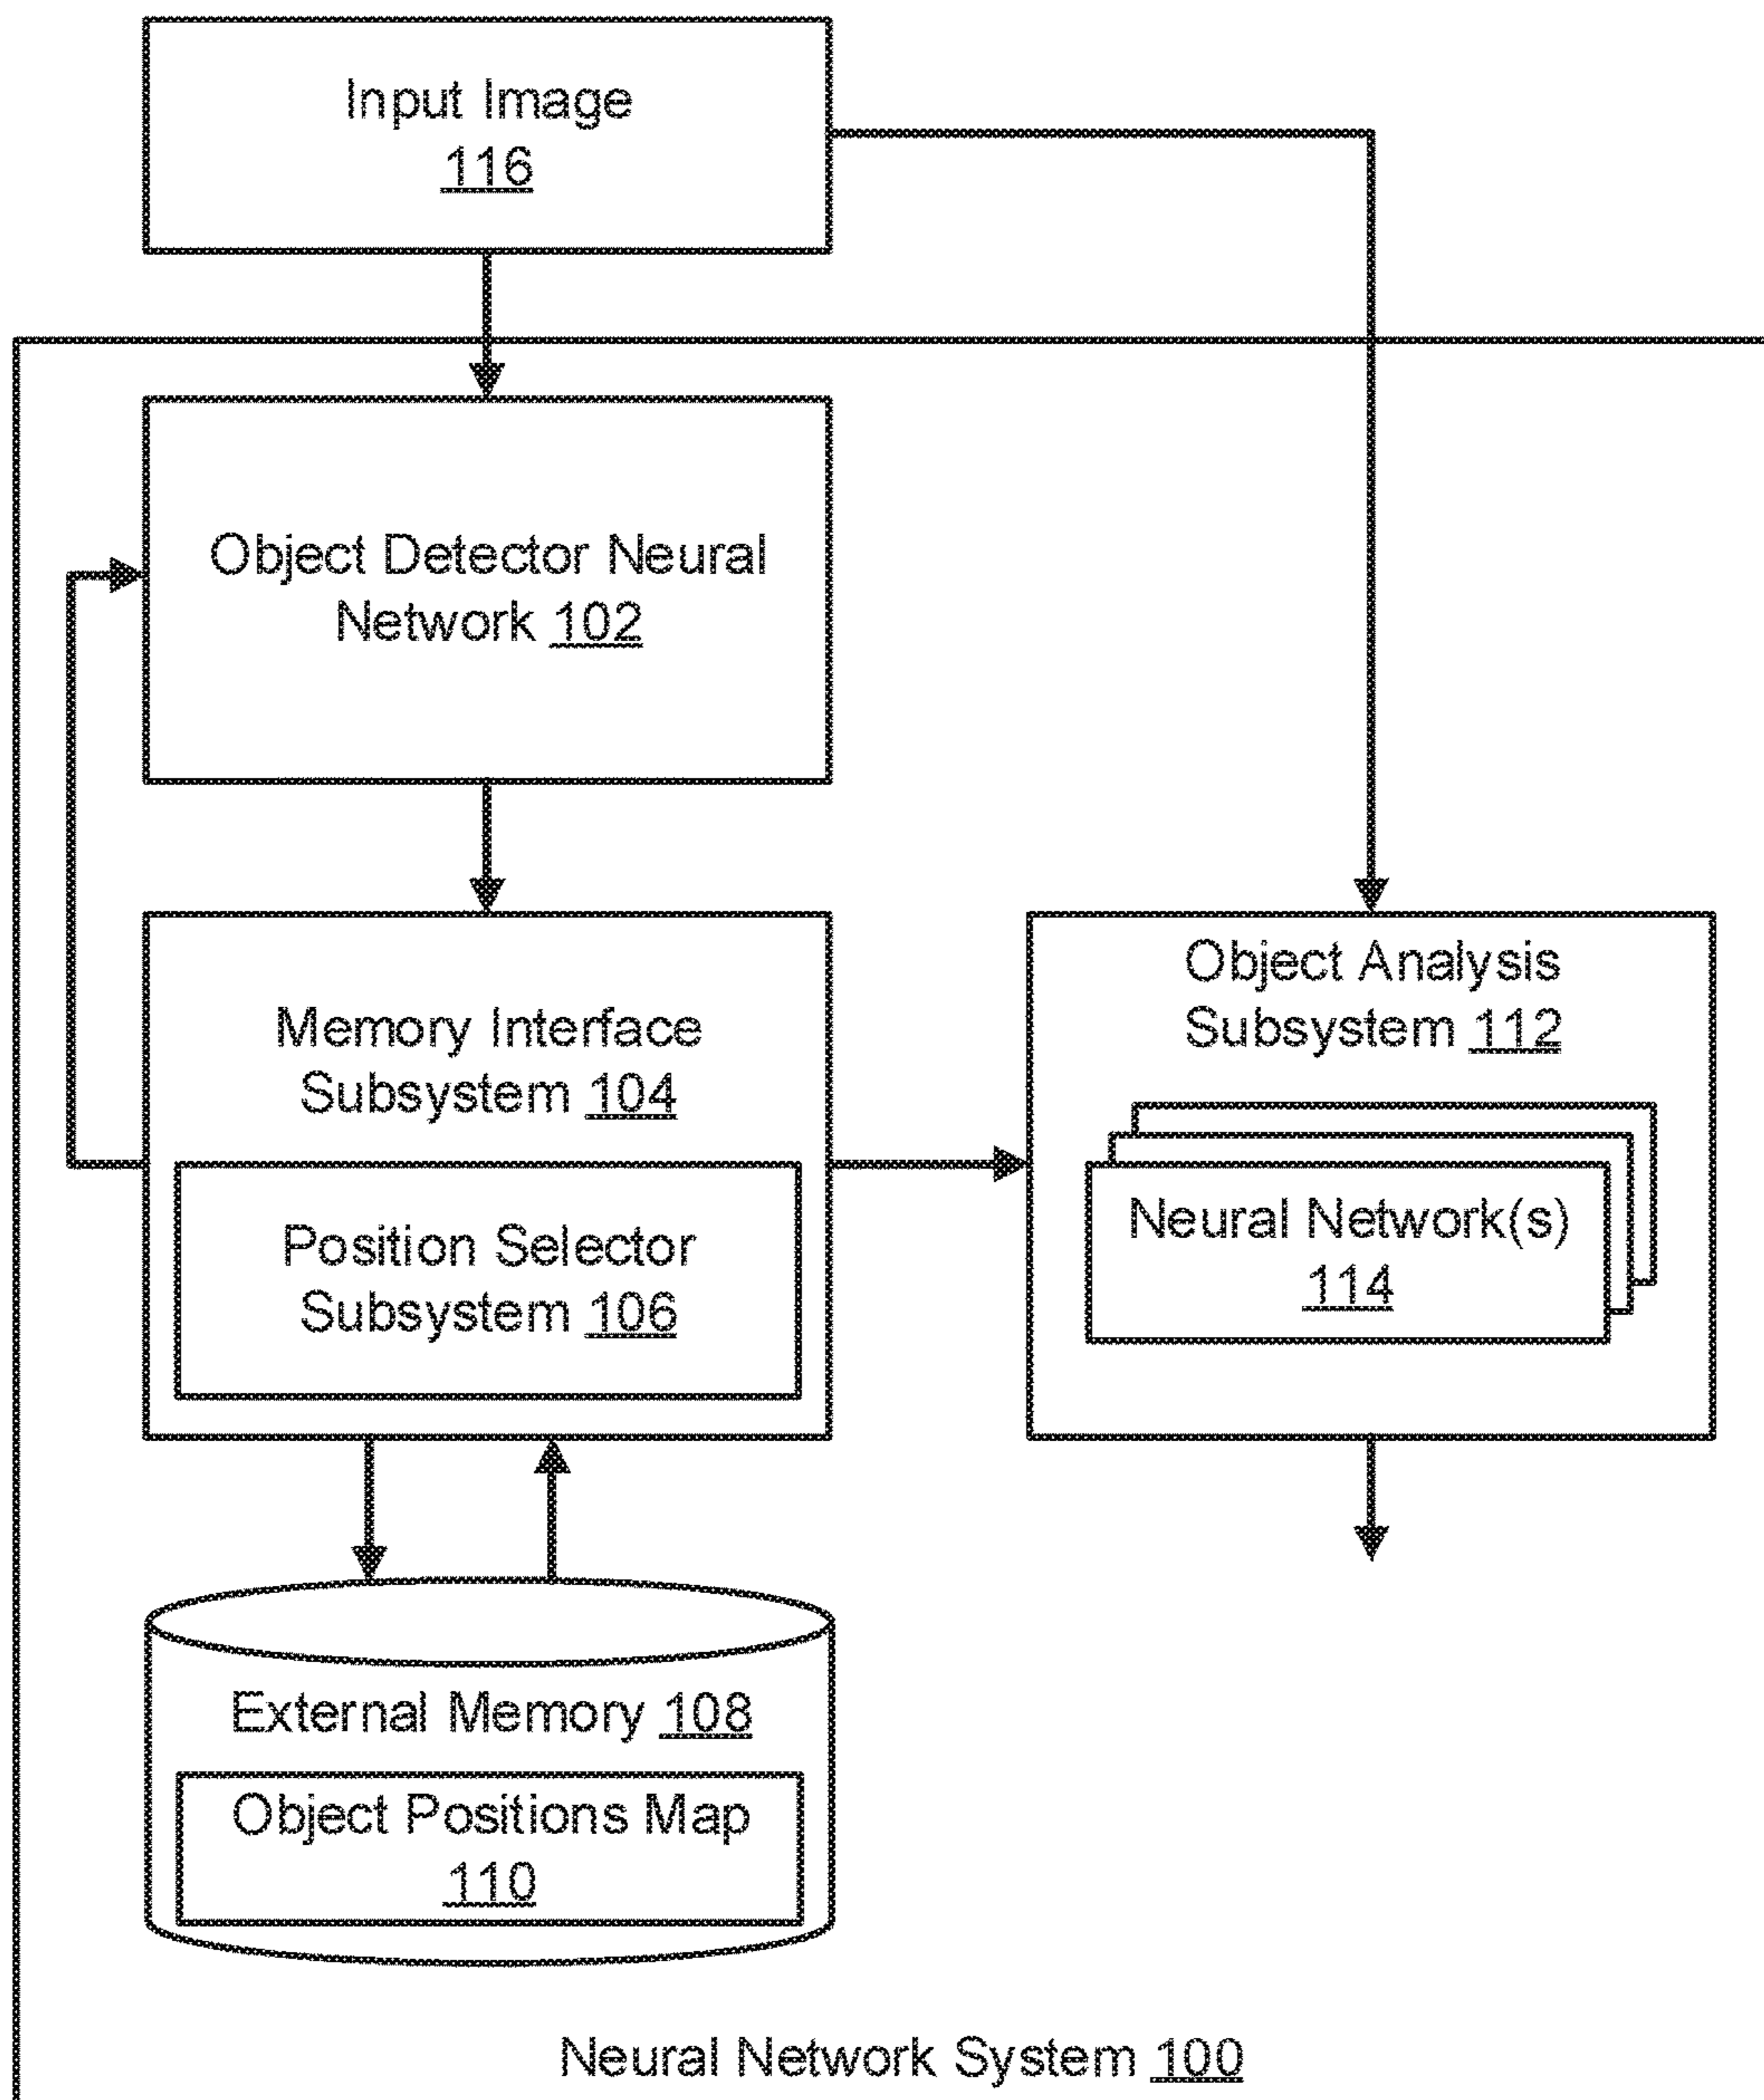 Input Image
116
Object Detector Neural
Network 102
Memory Interface
Subsystem 104
Position Selector
Subsystem 106
Object Analysis
Subsystem 112
Neural Network(s)
114
External Memory 108
Object Positions Map
110
Neural Network System 100